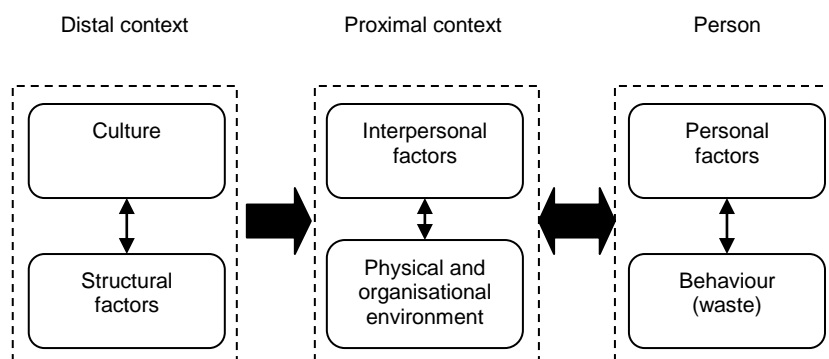 Distal context
Proximal context
Person
Culture
Interpersonal
factors
Personal
factors
Structural
factors
Physical and
organisational
environment
Behaviour
(waste)